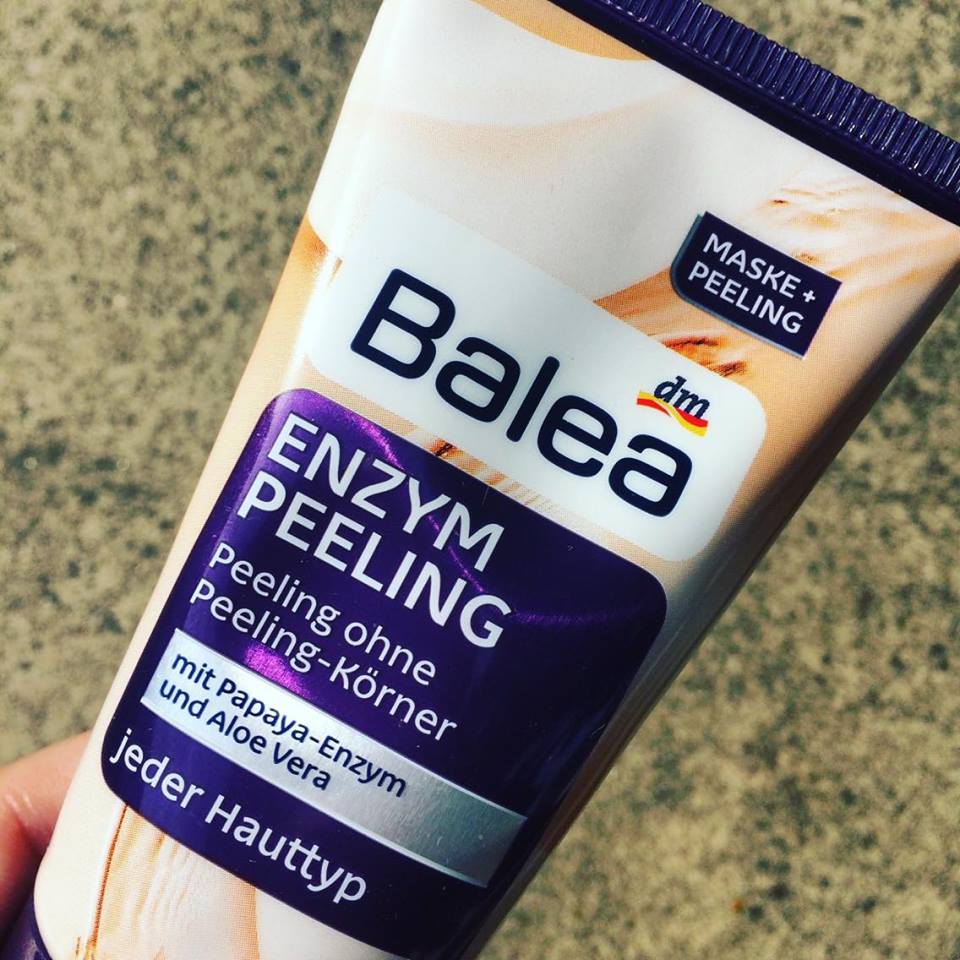 MASKE +
PEELING
Balea
dm
ENZYM
PEELING
Peeling ohne
Peeling-Körner
mit Papaya-Enzym
und Aloe Vera
jeder Hauttyp